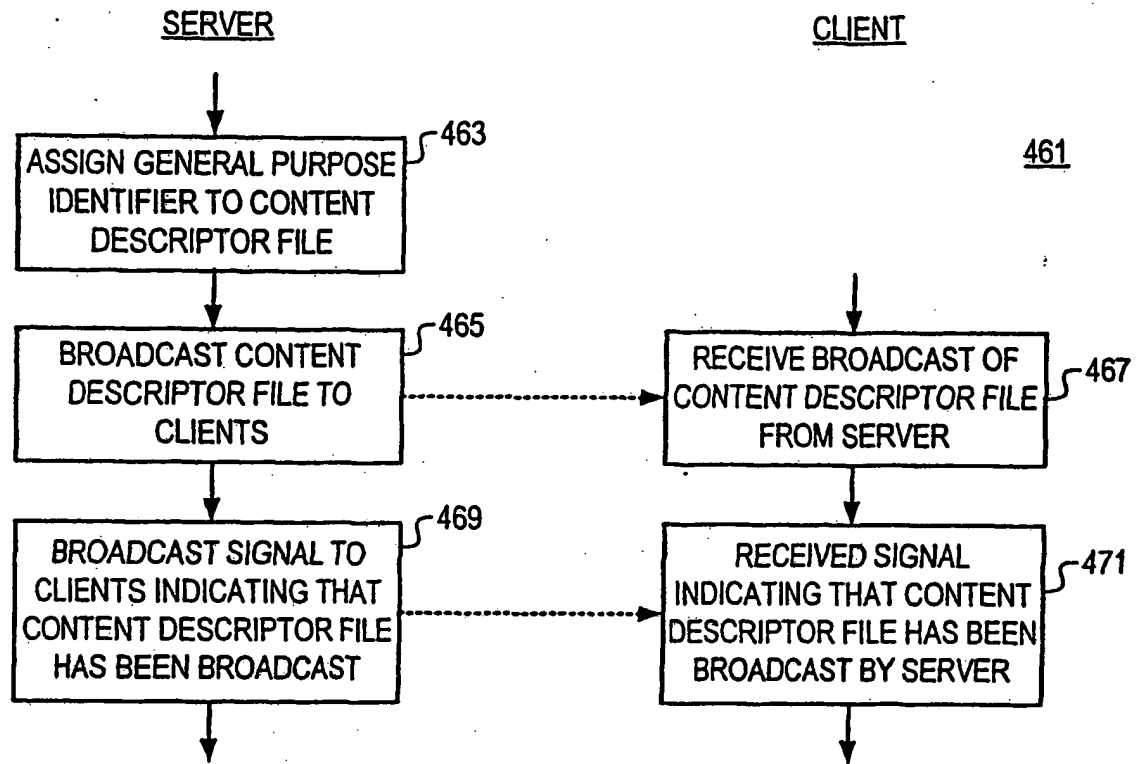 SERVER
CLIENT
461
463
ASSIGN GENERAL PURPOSE
IDENTIFIER TO CONTENT
DESCRIPTOR FILE
465
BROADCAST CONTENT
DESCRIPTOR FILE TO
CLIENTS
RECEIVE BROADCAST OF
CONTENT DESCRIPTOR FILE
FROM SERVER
467
469
BROADCAST SIGNAL TO
CLIENTS INDICATING THAT
CONTENT DESCRIPTOR FILE
HAS BEEN BROADCAST
RECEIVED SIGNAL
INDICATING THAT CONTENT
DESCRIPTOR FILE HAS BEEN
BROADCAST BY SERVER
471